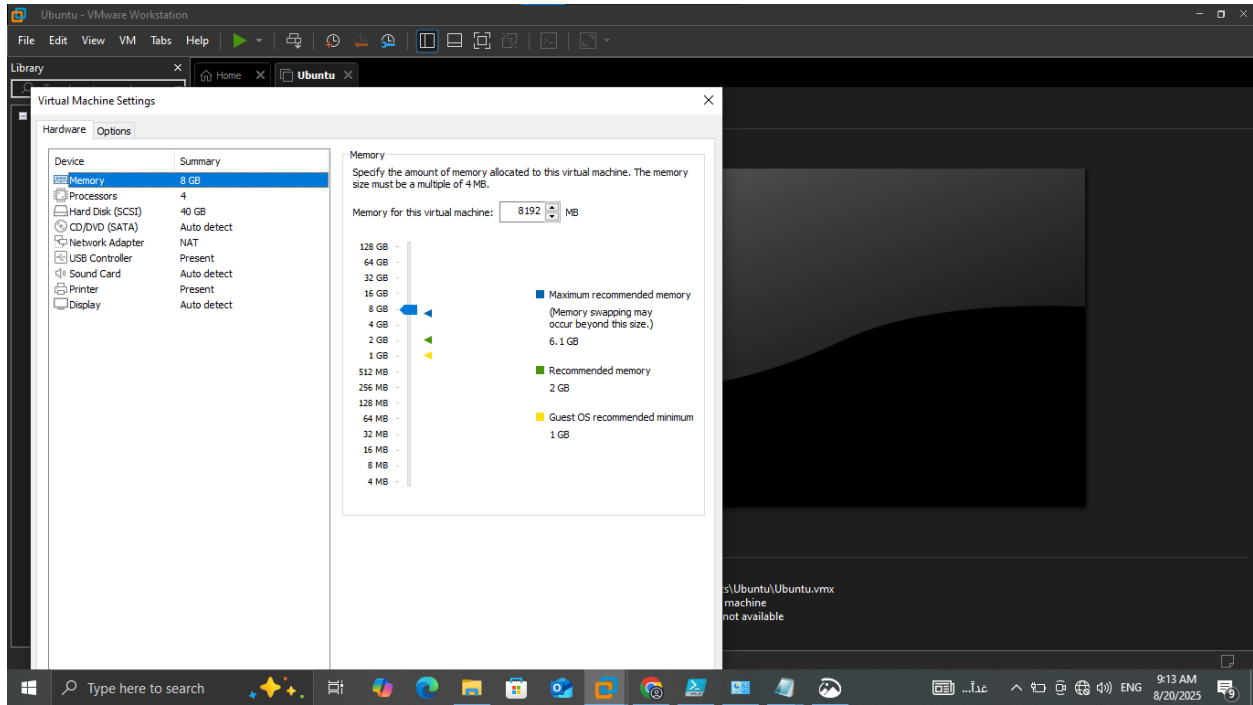 Ubuntu - VMware Workstation
File Edit View VM Tabs Help
Library
Home
Ubuntu
Virtual Machine Settings
Hardware Options
Device Summary
Memory 8 GB
Processors 4
Hard Disk (SCSI) 40 GB
CD/DVD (SATA) Auto detect
Network Adapter NAT
USB Controller Present
Sound Card Auto detect
Printer Present
Display Auto detect
Memory
Specify the amount of memory allocated to this virtual machine. The memory
size must be a multiple of 4 MB.
Memory for this virtual machine: 8192 MB
128 GB
64 GB
32 GB
16 GB
8 GB
4 GB
2 GB
1 GB
512 MB
256 MB
128 MB
64 MB
32 MB
16 MB
8 MB
4 MB
Maximum recommended memory
(Memory swapping may
occur beyond this size.)
6.1 GB
Recommended memory
2 GB
Guest OS recommended minimum
1 GB
s\Ubuntu\Ubuntu.vmx
machine
not available
Type here to search
غداً...
ENG
9:13 AM
8/20/2025
9